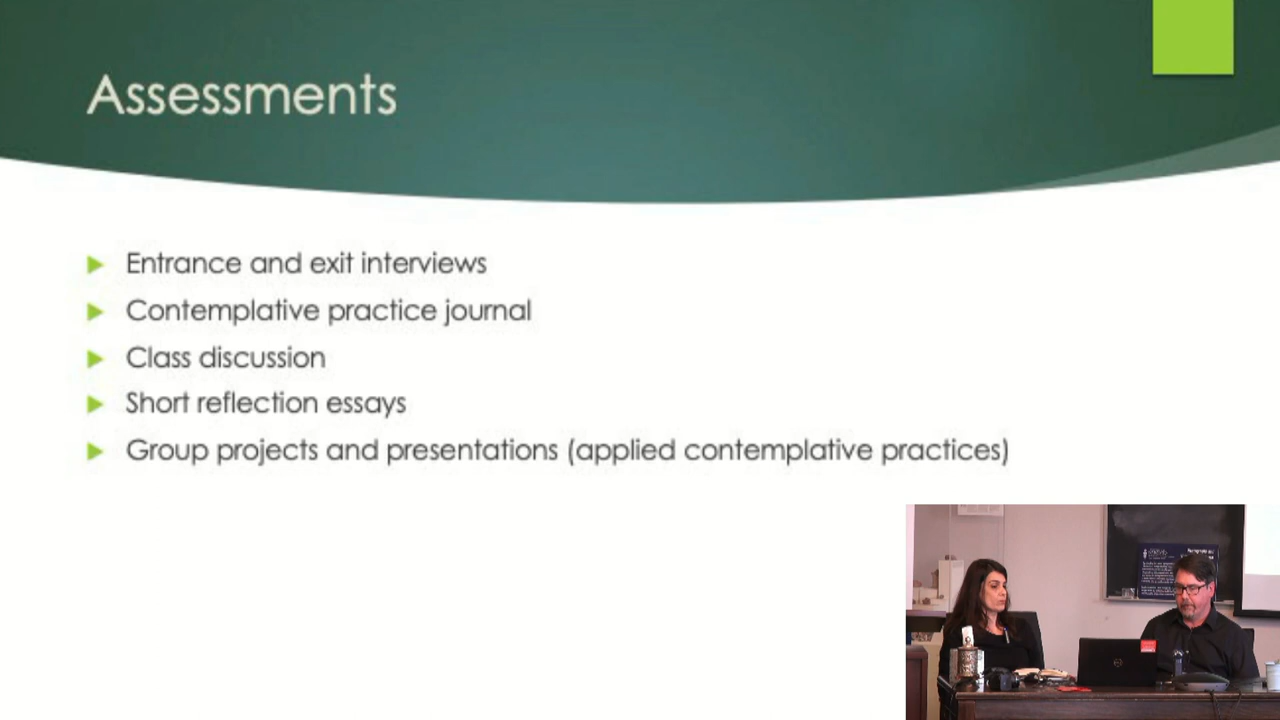 Assessments
Entrance and exit interviews
Contemplative practice journal
Class discussion
Short reflection essays
Group projects and presentations (applied contemplative practices)